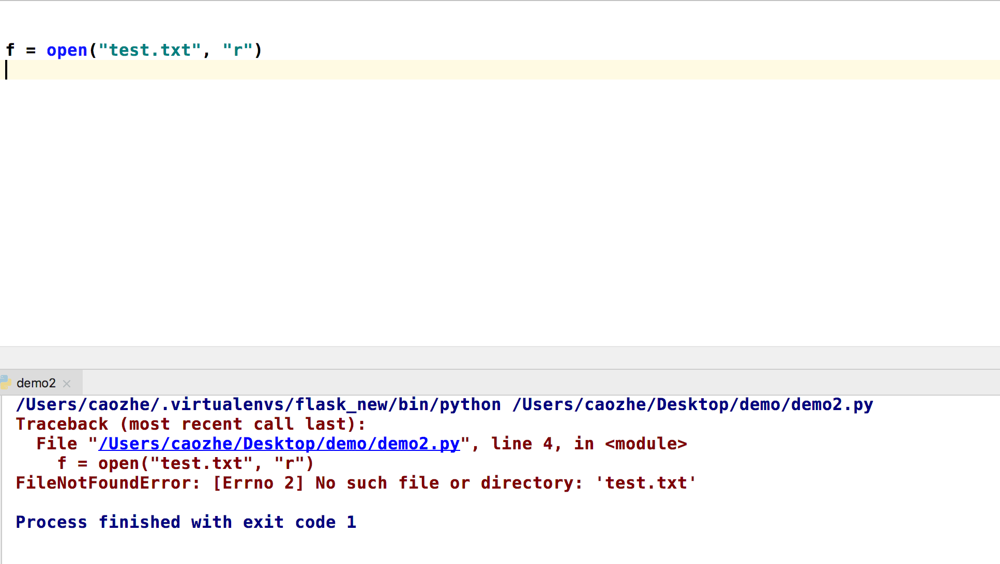 f = open("test.txt", "r")
demo2
/Users/caozhe/.virtualenvs/flask_new/bin/python /Users/caozhe/Desktop/demo/demo2.py
Traceback (most recent call last):
  File "/Users/caozhe/Desktop/demo/demo2.py", line 4, in <module>
    f = open("test.txt", "r")
FileNotFoundError: [Errno 2] No such file or directory: 'test.txt'
Process finished with exit code 1